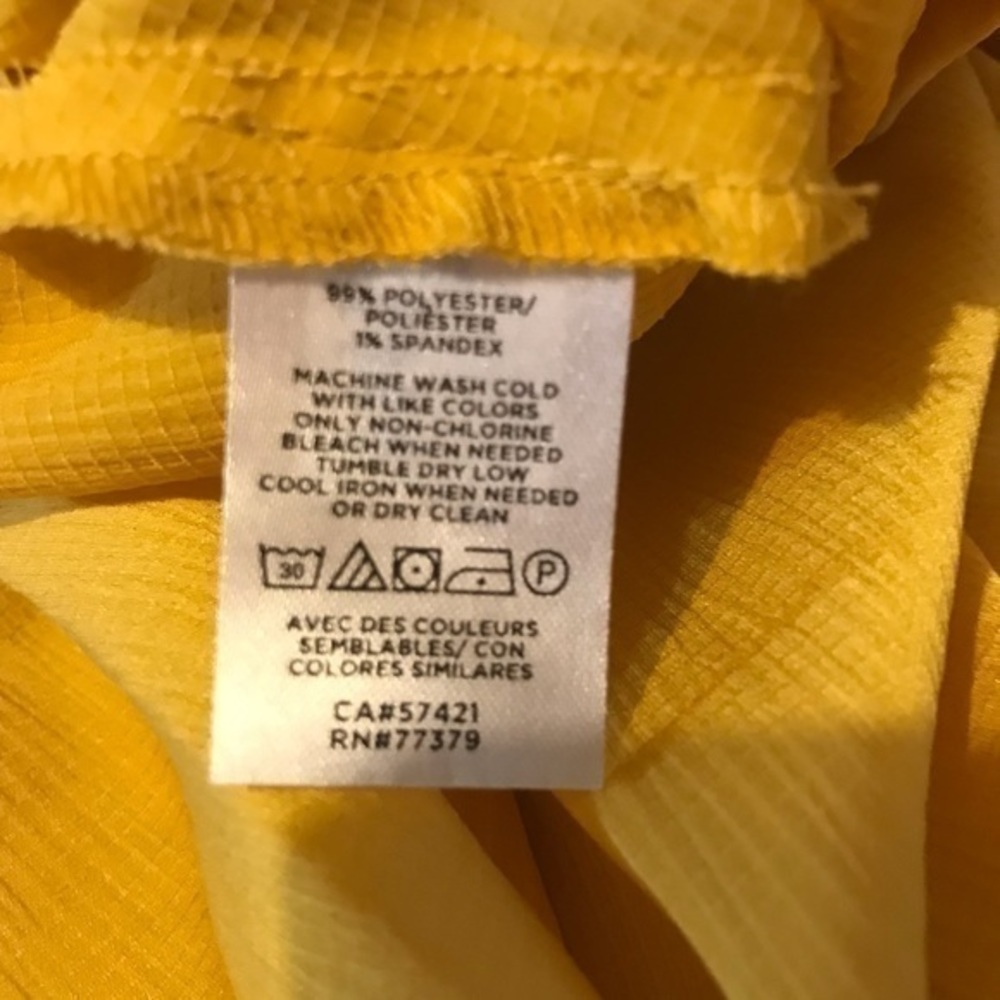 99% POLYESTER/
POLIÉSTER
1% SPANDEX
MACHINE WASH COLD
WITH LIKE COLORS
ONLY NON-CHLORINE
BLEACH WHEN NEEDED
TUMBLE DRY LOW
COOL IRON WHEN NEEDED
OR DRY CLEAN
30 P
AVEC DES COULEURS
SEMBLABLES/ CON
COLORES SIMILARES
CA#57421
RN#77379